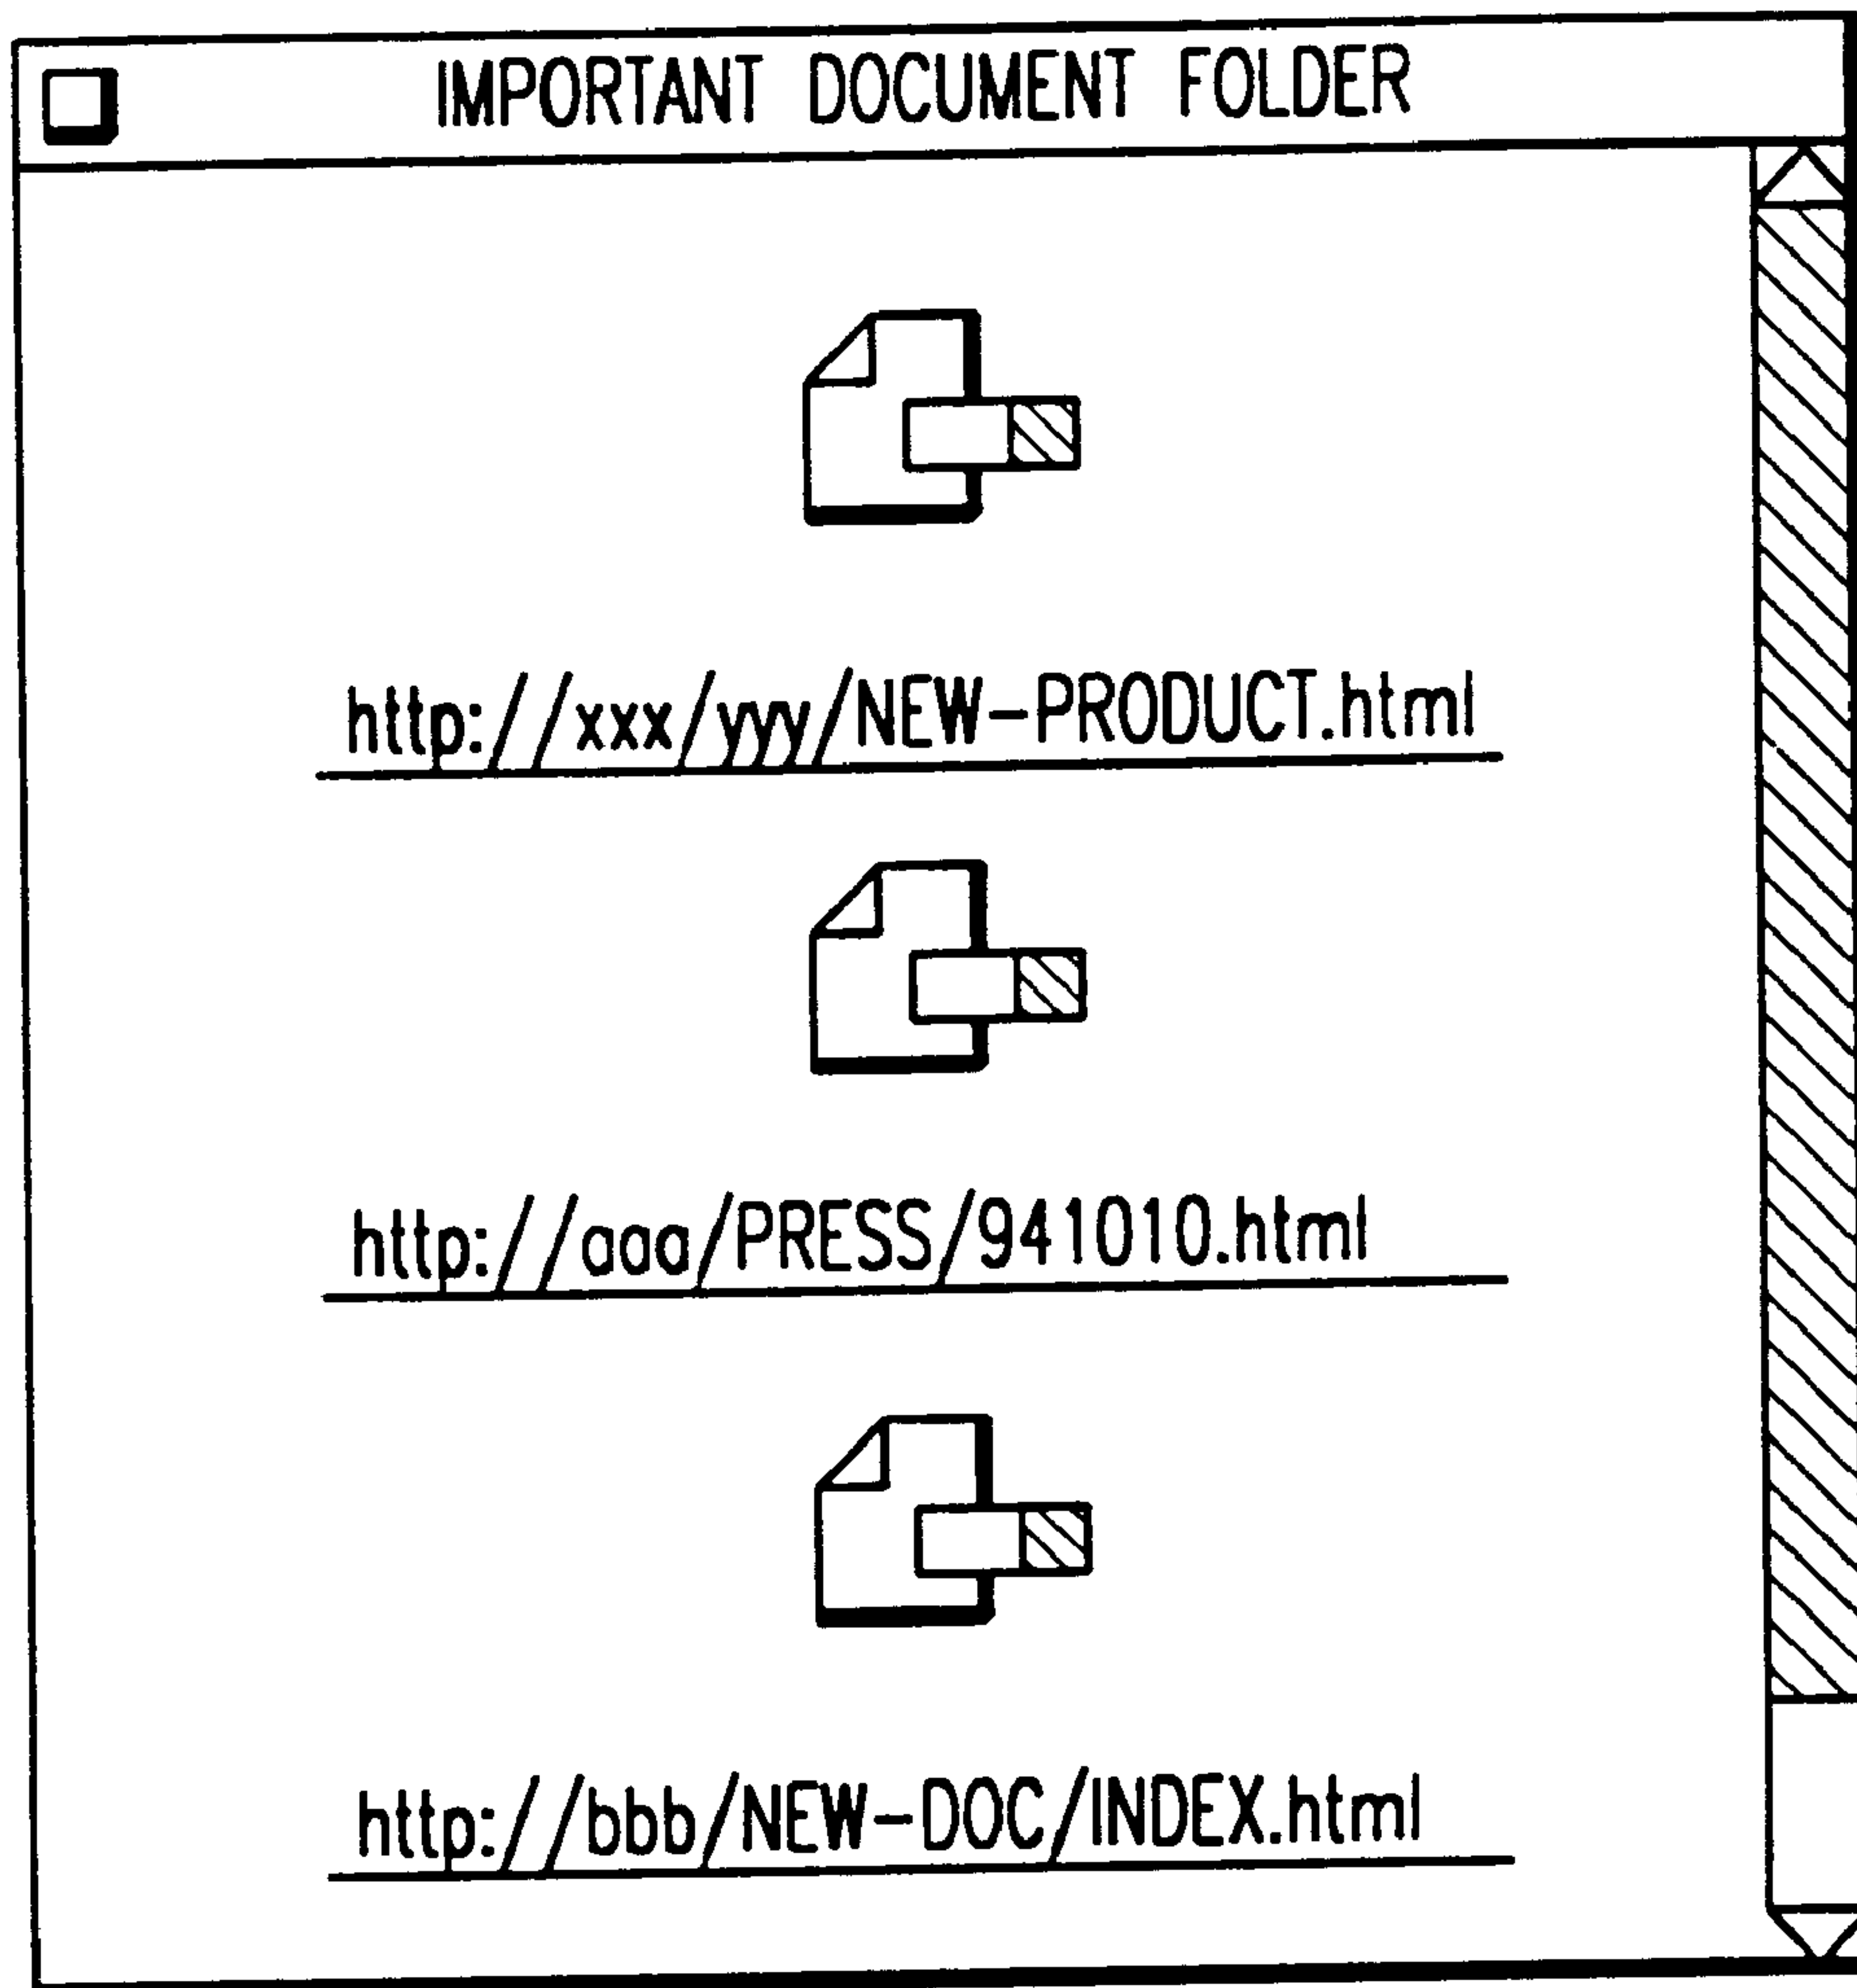 IMPORTANT DOCUMENT FOLDER
http://xxx/yyy/NEW-PRODUCT.html
http://aaa/PRESS/941010.html
http://bbb/NEW-DOC/INDEX.html